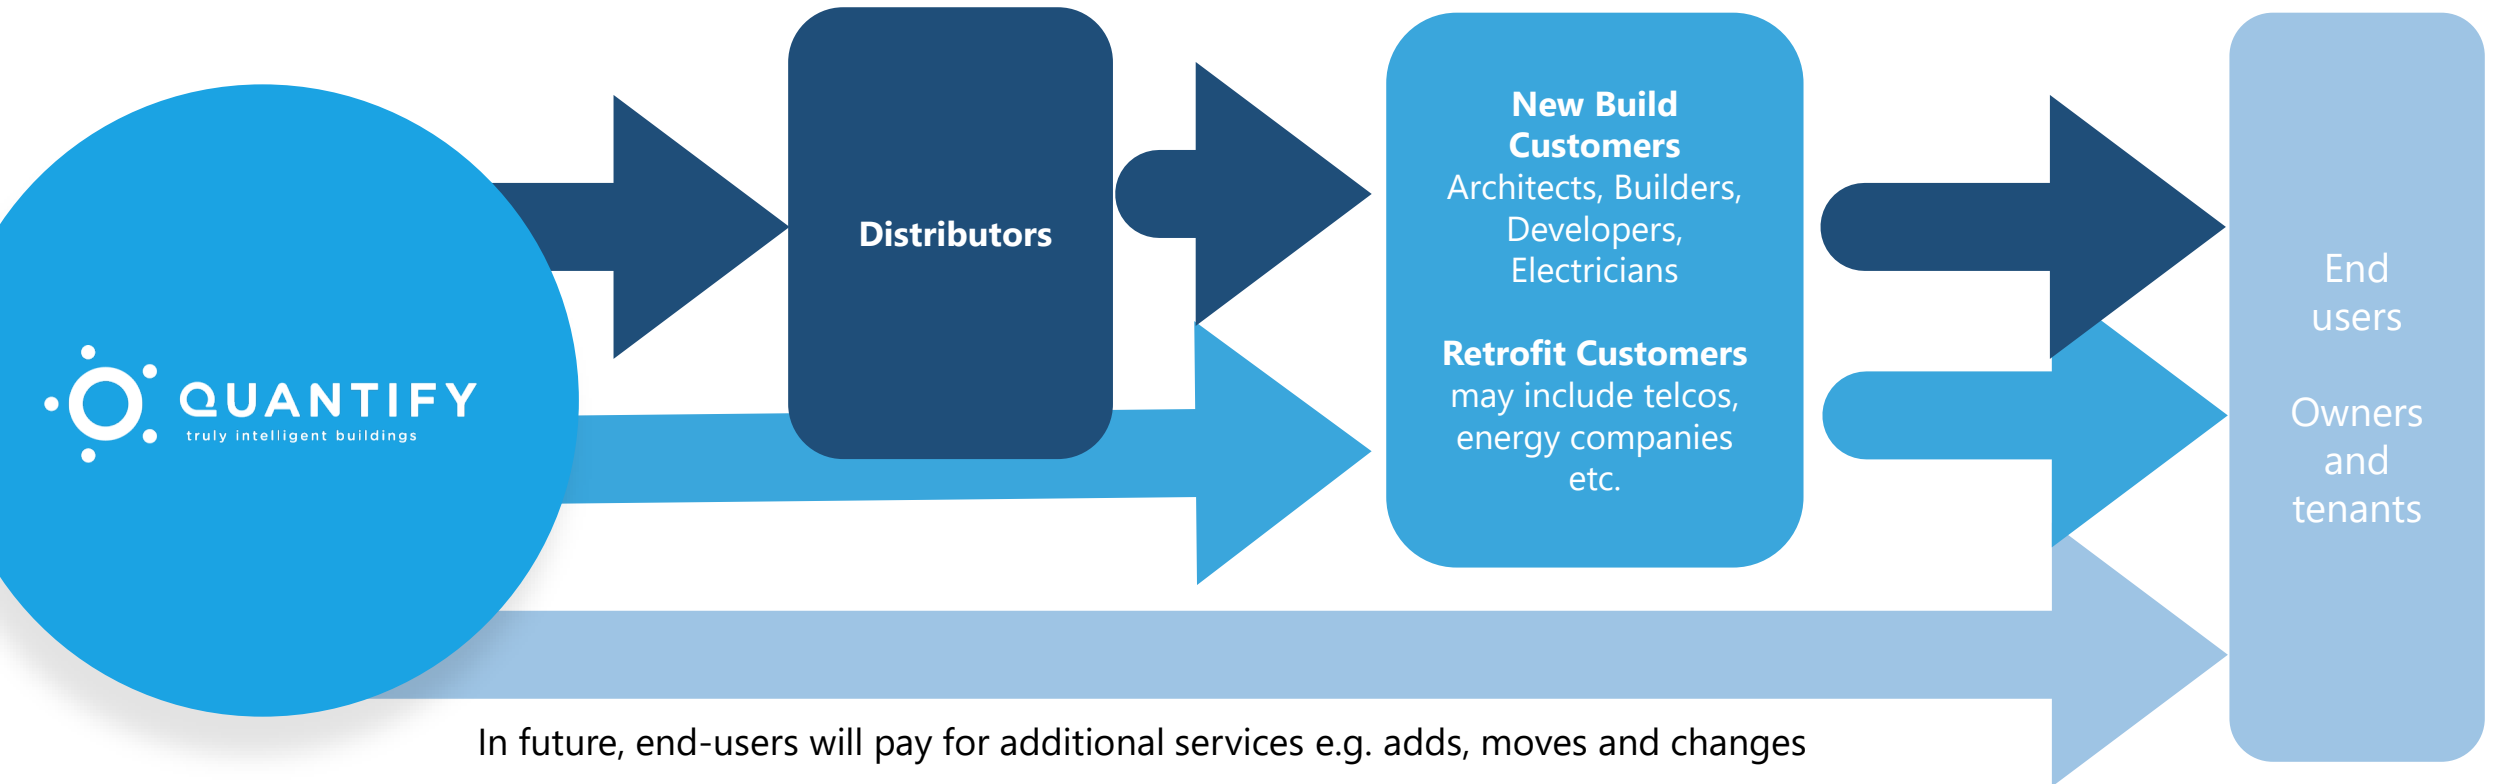 QUANTIFY
truly intelligent buildings
Distributors
New Build
Customers
Architects, Builders,
Developers,
Electricians
Retrofit Customers
may include telcos,
energy companies
etc.
End
users
Owners
and
tenants
In future, end-users will pay for additional services e.g. adds, moves and changes